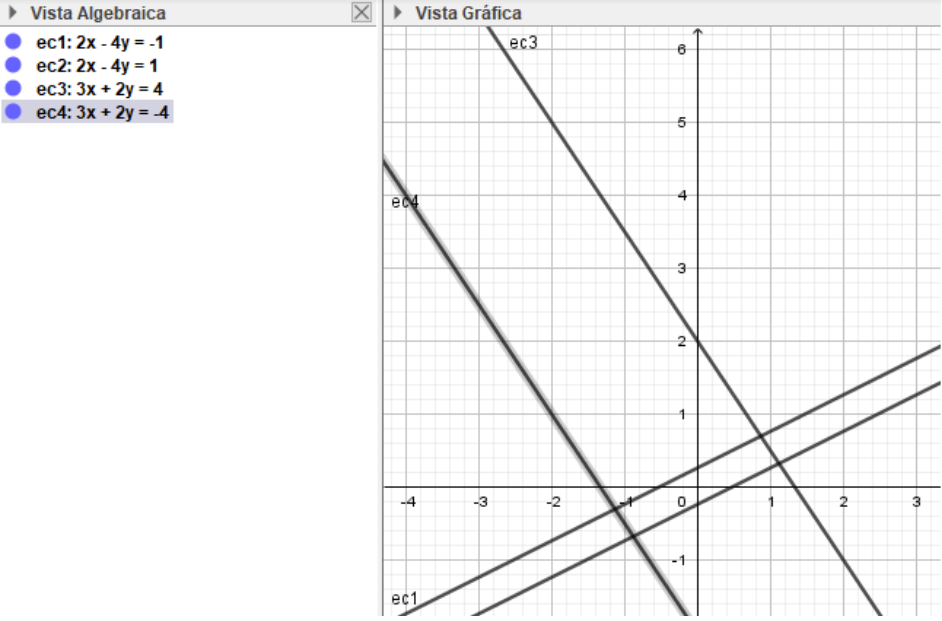 Vista Algebraica
ec1: 2x - 4y = -1
ec2: 2x - 4y = 1
ec3: 3x + 2y = 4
ec4: 3x + 2y = -4
Vista Gráfica
ec3
6
5
ec4
4
3
2
1
-4 -3 -2 -1 0 1 2 3
-1
ec1